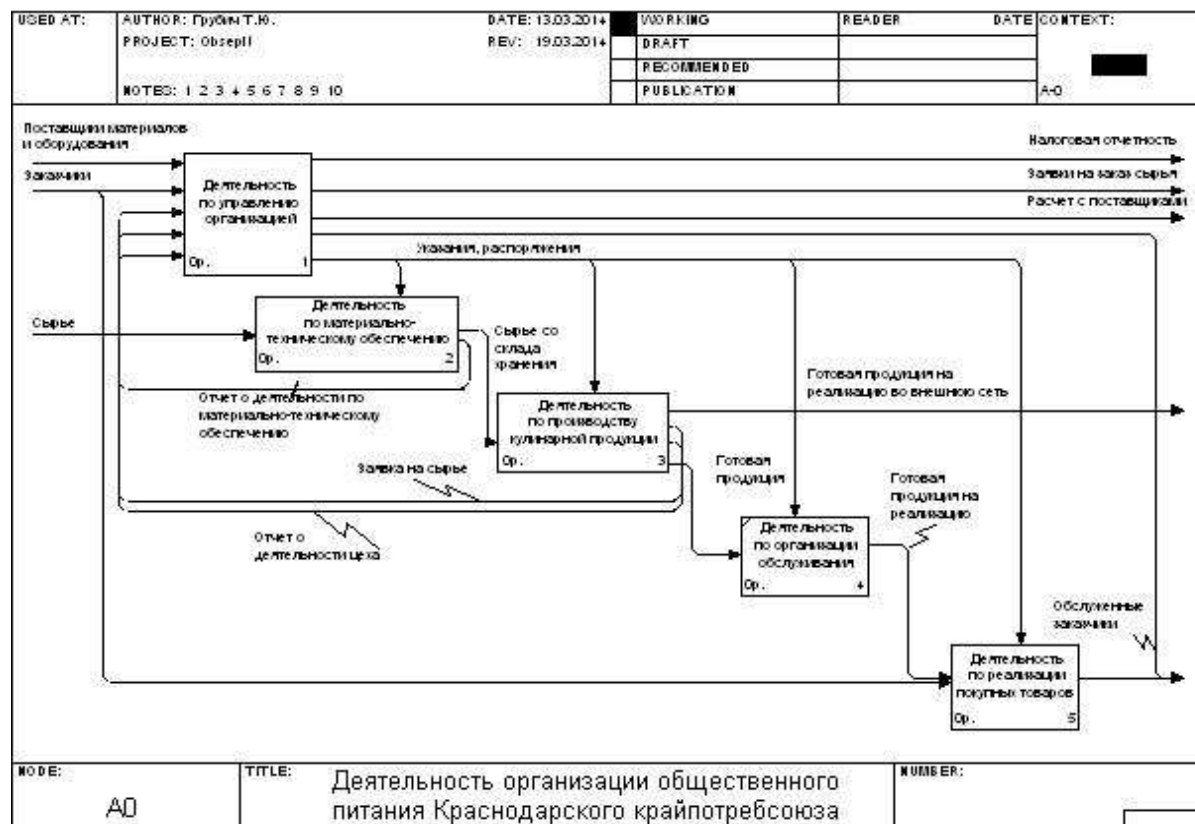 USED AT:
AUTHOR: Грубич Т.Ю.
DATE: 13.03.2014
WORKING
READER
DATE
CONTEXT:
PROJECT: Obsepit
REV: 19.03.2014
DRAFT
RECOMMENDED
NOTES: 1 2 3 4 5 6 7 8 9 10
PUBLICATION
A-0
Поставщики материалов
и оборудования
Заказчики
Деятельность
по управлению
организацией
0р.
1
Налоговая отчетность
Заявки на заказ сырья
Расчет с поставщиками
Указания, распоряжения
Сырье
Деятельность
по материально-
техническому обеспечению
0р.
2
Сырье со
склада
хранения
Отчет о деятельности по
материально-техническому
обеспечению
Готовая продукция на
реализацию во внешнюю сеть
Деятельность
по производству
кулинарной продукции
0р.
3
Заявка на сырье
Отчет о
деятельности цеха
Готовая
продукция
Готовая
продукция на
реализацию
Деятельность
по организации
обслуживания
0р.
4
Обслуженные
заказчики
Деятельность
по реализации
покупных товаров
0р.
5
NODE:
A0
TITLE:
Деятельность организации общественного
питания Краснодарского крайпотребсоюза
NUMBER: